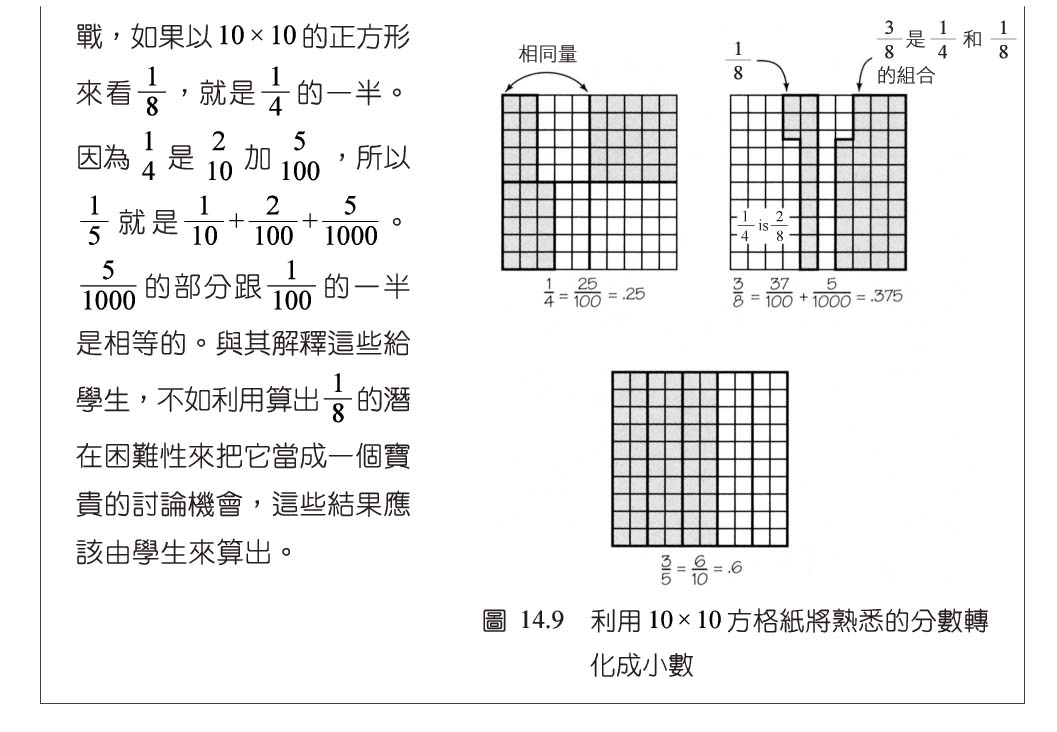 戰，如果以 10 × 10 的正方形
來看 1/8 ，就是 1/4 的一半。
因為 1/4 是 2/10 加 5/100 ，所以
1/5 就是 1/10 + 2/100 + 5/1000 。
5/1000 的部分跟 1/100 的一半
是相等的。與其解釋這些給
學生，不如利用算出 1/8 的潛
在困難性來把它當成一個寶
貴的討論機會，這些結果應
該由學生來算出。
相同量
1/4 = 25/100 = .25
1/8
3/8 是 1/4 和 1/8
的組合
1/4 is 2/8
3/8 = 37/100 + 5/1000 = .375
3/5 = 6/10 = .6
圖 14.9 利用 10 × 10 方格紙將熟悉的分數轉
化成小數